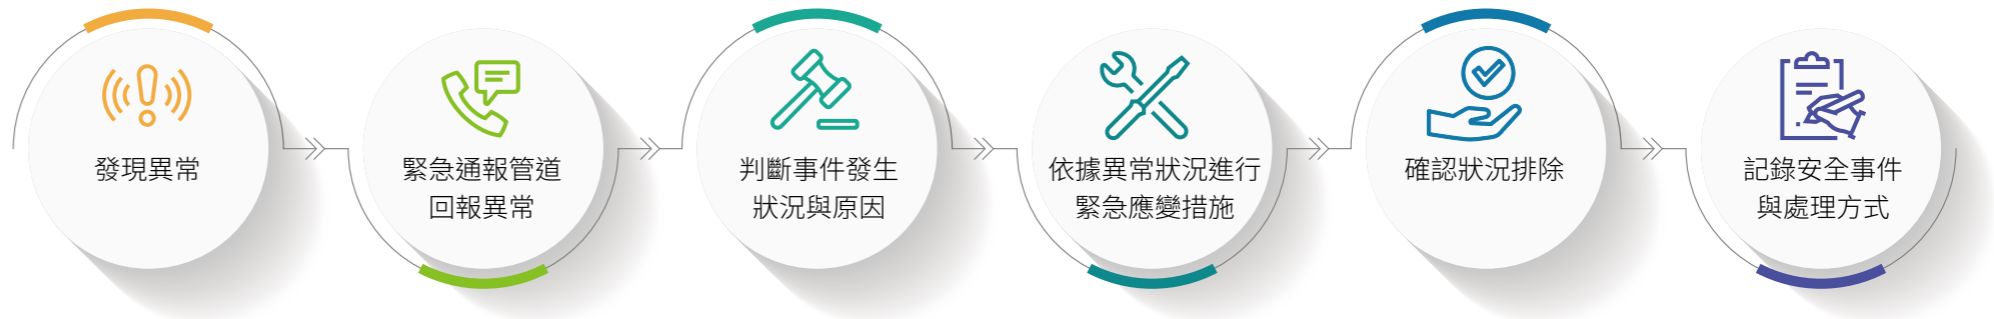 發現異常
緊急通報管道
回報異常
判斷事件發生
狀況與原因
依據異常狀況進行
緊急應變措施
確認狀況排除
記錄安全事件
與處理方式